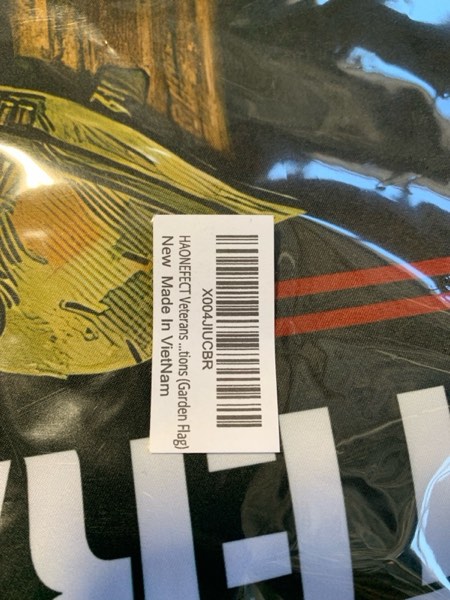 X004JIUCBR
HAONEFECT Veterans ...tions (Garden Flag)
New Made In VietNam